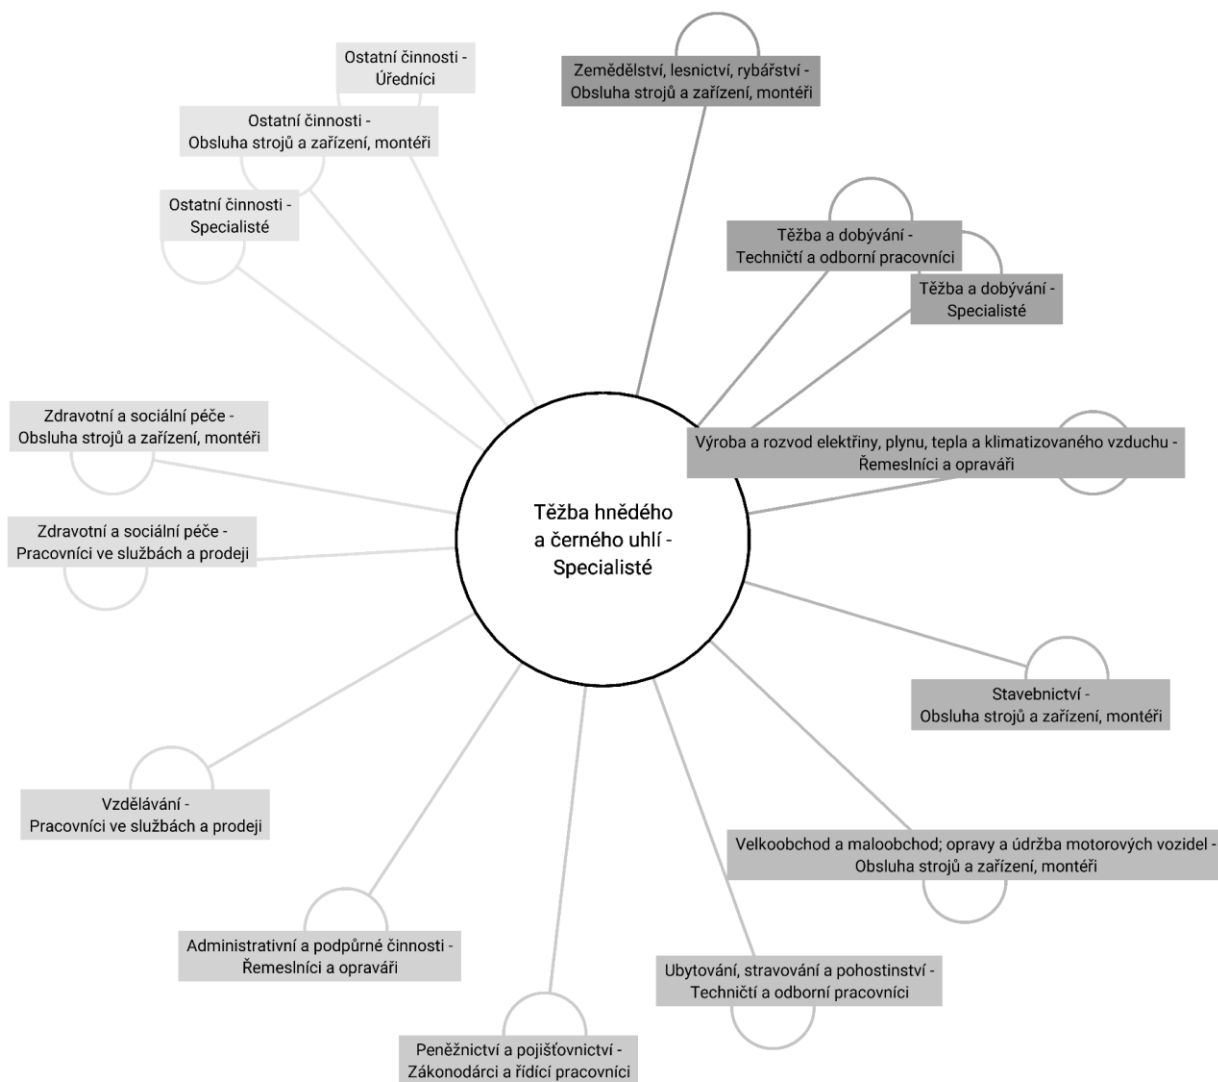 Ostatní činnosti -
Úředníci
Zemědělství, lesnictví, rybářství -
Obsluha strojů a zařízení, montéři
Ostatní činnosti -
Obsluha strojů a zařízení, montéři
Ostatní činnosti -
Specialisté
Těžba a dobývání -
Techničtí a odborní pracovníci
Těžba a dobývání -
Specialisté
Zdravotní a sociální péče -
Obsluha strojů a zařízení, montéři
Výroba a rozvod elektřiny, plynu, tepla a klimatizovaného vzduchu -
Řemeslníci a opraváři
Těžba hnědého
a černého uhlí -
Specialisté
Zdravotní a sociální péče -
Pracovníci ve službách a prodeji
Stavebnictví -
Obsluha strojů a zařízení, montéři
Vzdělávání -
Pracovníci ve službách a prodeji
Velkoobchod a maloobchod; opravy a údržba motorových vozidel -
Obsluha strojů a zařízení, montéři
Administrativní a podpůrné činnosti -
Řemeslníci a opraváři
Ubytování, stravování a pohostinství -
Techničtí a odborní pracovníci
Peněžnictví a pojišťovnictví -
Zákonodárci a řídící pracovníci